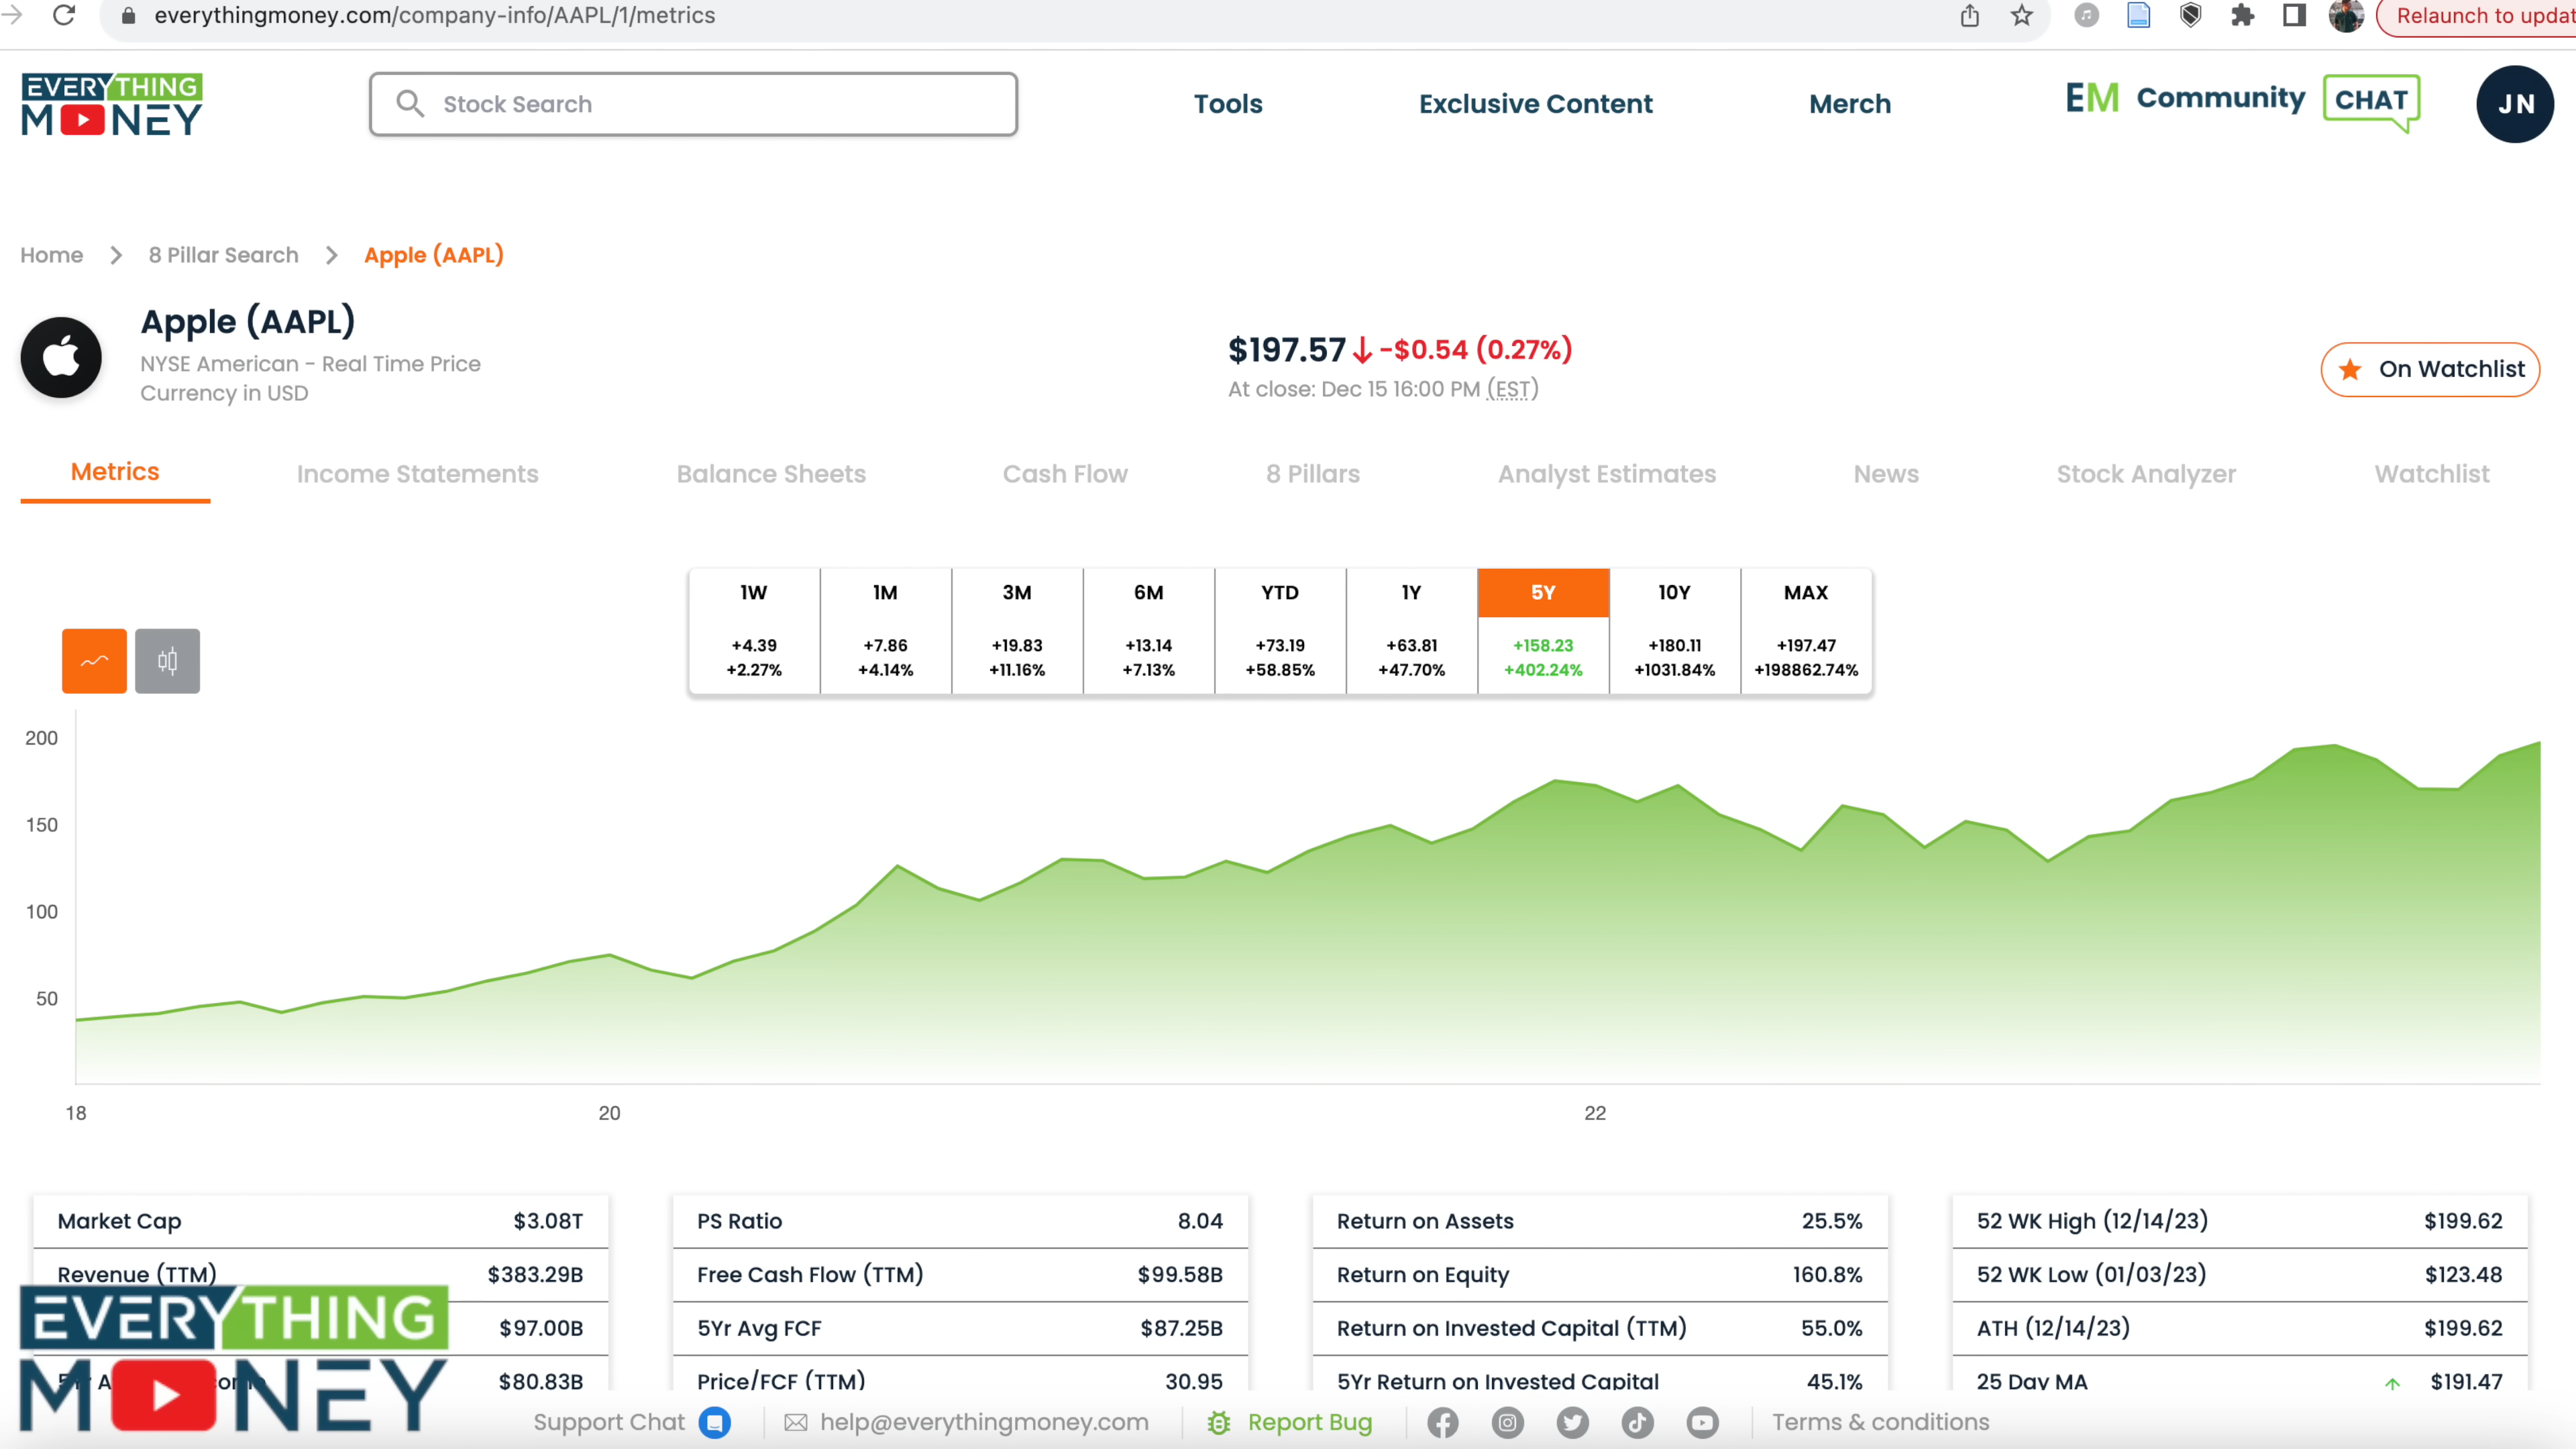 everythingmoney.com/company-info/AAPL/1/metrics
Relaunch to updat
EVERYTHING
MONEY
Stock Search
Tools
Exclusive Content
Merch
EM Community CHAT
JN
Home > 8 Pillar Search > Apple (AAPL)
Apple (AAPL)
NYSE American - Real Time Price
Currency in USD
$197.57 -$0.54 (0.27%)
At close: Dec 15 16:00 PM (EST)
On Watchlist
Metrics Income Statements Balance Sheets Cash Flow 8 Pillars Analyst Estimates News Stock Analyzer Watchlist
1W 1M 3M 6M YTD 1Y 5Y 10Y MAX
+4.39 +7.86 +19.83 +13.14 +73.19 +63.81 +158.23 +180.11 +197.47
+2.27% +4.14% +11.16% +7.13% +58.85% +47.70% +402.24% +1031.84% +198862.74%
200
150
100
50
18 20 22
Market Cap $3.08T
Revenue (TTM) $383.29B
$97.00B
$80.83B
PS Ratio 8.04
Free Cash Flow (TTM) $99.58B
5Yr Avg FCF $87.25B
Price/FCF (TTM) 30.95
Return on Assets 25.5%
Return on Equity 160.8%
Return on Invested Capital (TTM) 55.0%
5Yr Return on Invested Capital 45.1%
52 WK High (12/14/23) $199.62
52 WK Low (01/03/23) $123.48
ATH (12/14/23) $199.62
25 Day MA $191.47
EVERYTHING
MONEY
Support Chat help@everythingmoney.com Report Bug Terms & conditions